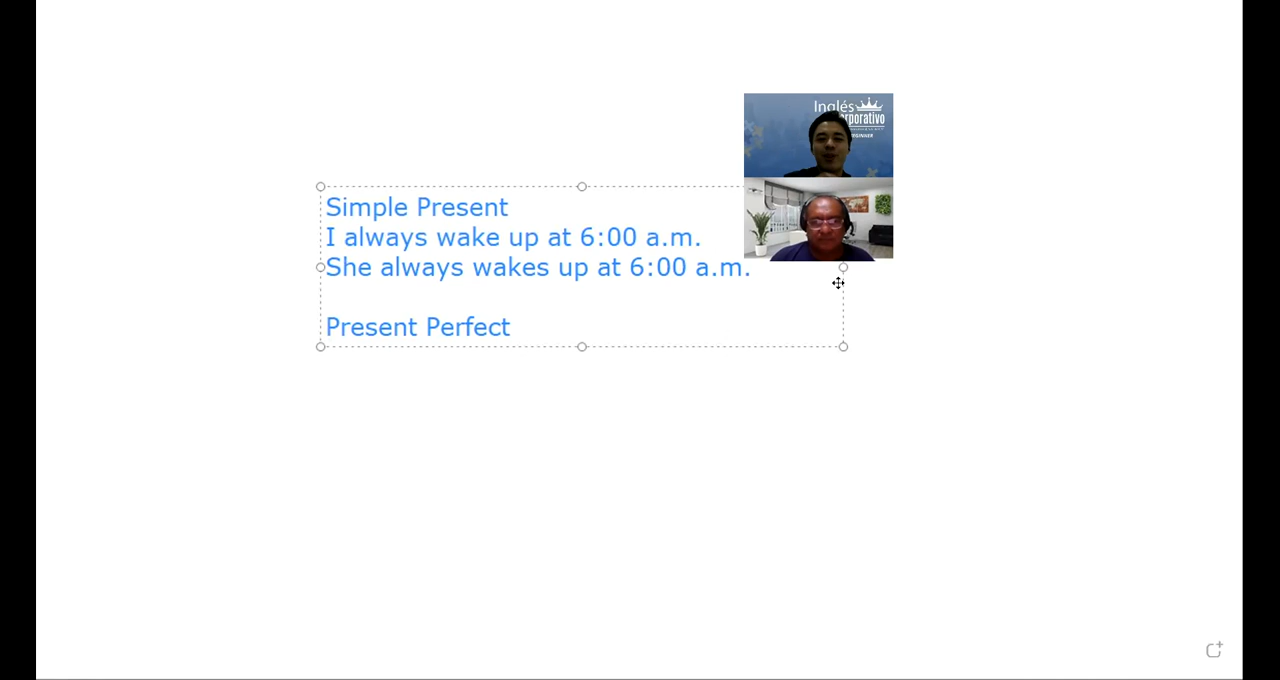 Inglés
orporativo
Simple Present
I always wake up at 6:00 a.m.
She always wakes up at 6:00 a.m.
Present Perfect